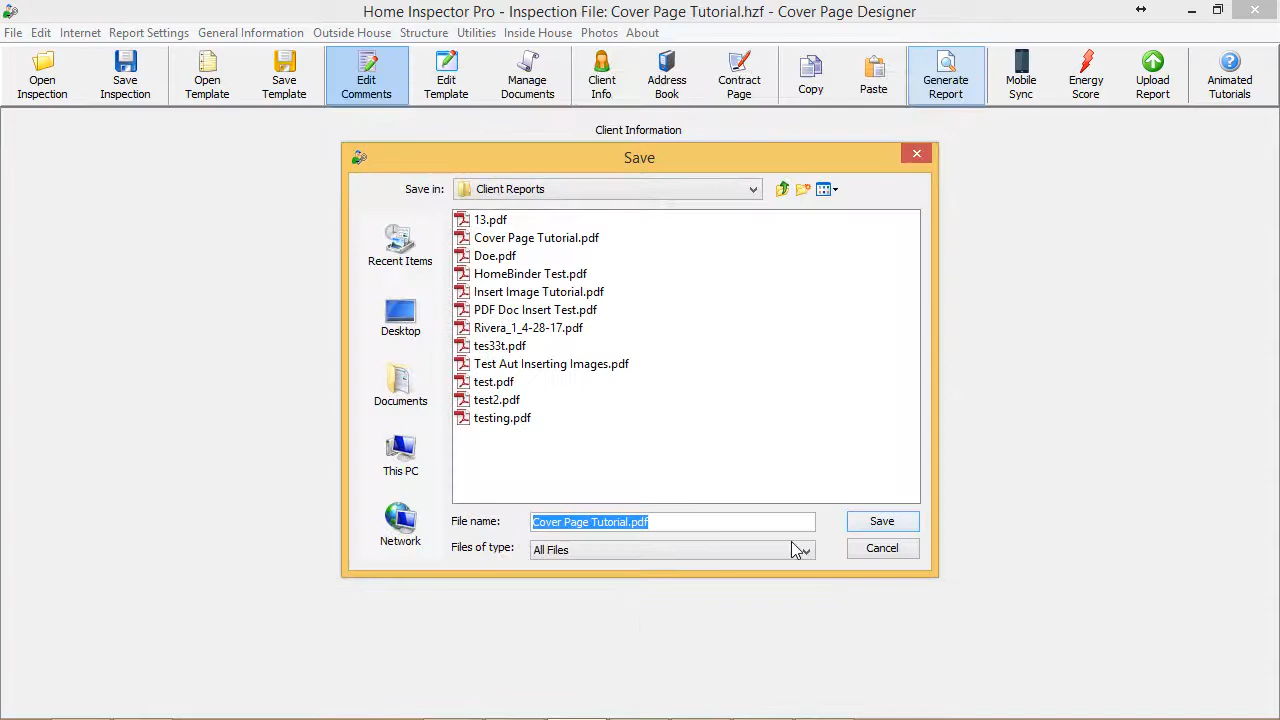 Home Inspector Pro - Inspection File: Cover Page Tutorial.hzf - Cover Page Designer
File Edit Internet Report Settings General Information Outside House Structure Utilities Inside House Photos About
Open Inspection
Save Inspection
Open Template
Save Template
Edit Comments
Edit Template
Manage Documents
Client Info
Address Book
Contract Page
Copy
Paste
Generate Report
Mobile Sync
Energy Score
Upload Report
Animated Tutorials
Client Information
Save
Save in: Client Reports
Recent Items
Desktop
Documents
This PC
Network
13.pdf
Cover Page Tutorial.pdf
Doe.pdf
HomeBinder Test.pdf
Insert Image Tutorial.pdf
PDF Doc Insert Test.pdf
Rivera_1_4-28-17.pdf
tes33t.pdf
Test Aut Inserting Images.pdf
test.pdf
test2.pdf
testing.pdf
File name: Cover Page Tutorial.pdf Save
Files of type: All Files Cancel